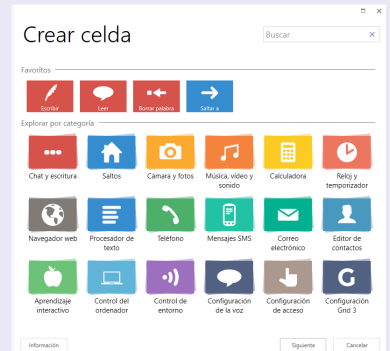 Crear celda
Buscar
Favoritos
Escribir Leer Borrar palabra Saltar a
Explorar por categoría
Chat y escritura Saltos Cámara y fotos Música, video y sonido Calculadora Reloj y temporizador
Navegador web Procesador de texto Teléfono Mensajes SMS Correo electrónico Editor de contactos
Aprendizaje interactivo Control del ordenador Control de entorno Configuración de la voz Configuración de acceso Configuración Grid 3
G
Información Siguiente Cancelar